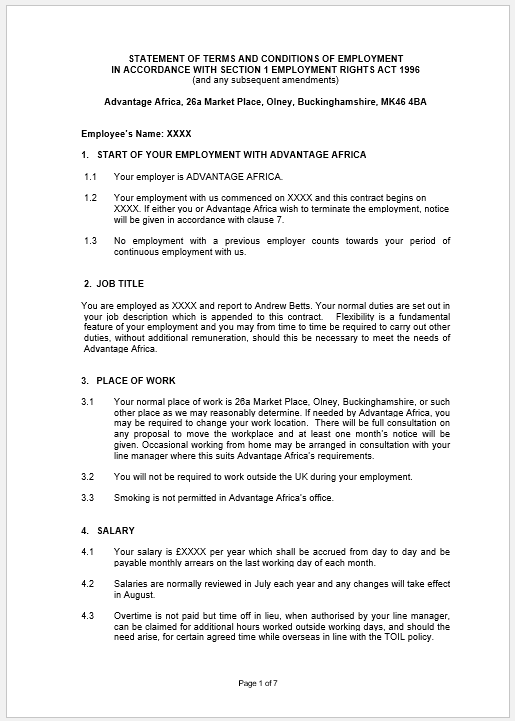 STATEMENT OF TERMS AND CONDITIONS OF EMPLOYMENT
IN ACCORDANCE WITH SECTION 1 EMPLOYMENT RIGHTS ACT 1996
(and any subsequent amendments)
Advantage Africa, 26a Market Place, Olney, Buckinghamshire, MK46 4BA
Employee's Name: XXXX
1. START OF YOUR EMPLOYMENT WITH ADVANTAGE AFRICA
1.1 Your employer is ADVANTAGE AFRICA.
1.2 Your employment with us commenced on XXXX and this contract begins on
XXXX. If either you or Advantage Africa wish to terminate the employment, notice
will be given in accordance with clause 7.
1.3 No employment with a previous employer counts towards your period of
continuous employment with us.
2. JOB TITLE
You are employed as XXXX and report to Andrew Betts. Your normal duties are set out in
your job description which is appended to this contract. Flexibility is a fundamental
feature of your employment and you may from time to time be required to carry out other
duties, without additional remuneration, should this be necessary to meet the needs of
Advantage Africa.
3. PLACE OF WORK
3.1 Your normal place of work is 26a Market Place, Olney, Buckinghamshire, or such
other place as we may reasonably determine. If needed by Advantage Africa, you
may be required to change your work location. There will be full consultation on
any proposal to move the workplace and at least one month's notice will be
given. Occasional working from home may be arranged in consultation with your
line manager where this suits Advantage Africa's requirements.
3.2 You will not be required to work outside the UK during your employment.
3.3 Smoking is not permitted in Advantage Africa's office.
4. SALARY
4.1 Your salary is £XXXX per year which shall be accrued from day to day and be
payable monthly arrears on the last working day of each month.
4.2 Salaries are normally reviewed in July each year and any changes will take effect
in August.
4.3 Overtime is not paid but time off in lieu, when authorised by your line manager,
can be claimed for additional hours worked outside working days, and should the
need arise, for certain agreed time while overseas in line with the TOIL policy.
Page 1 of 7